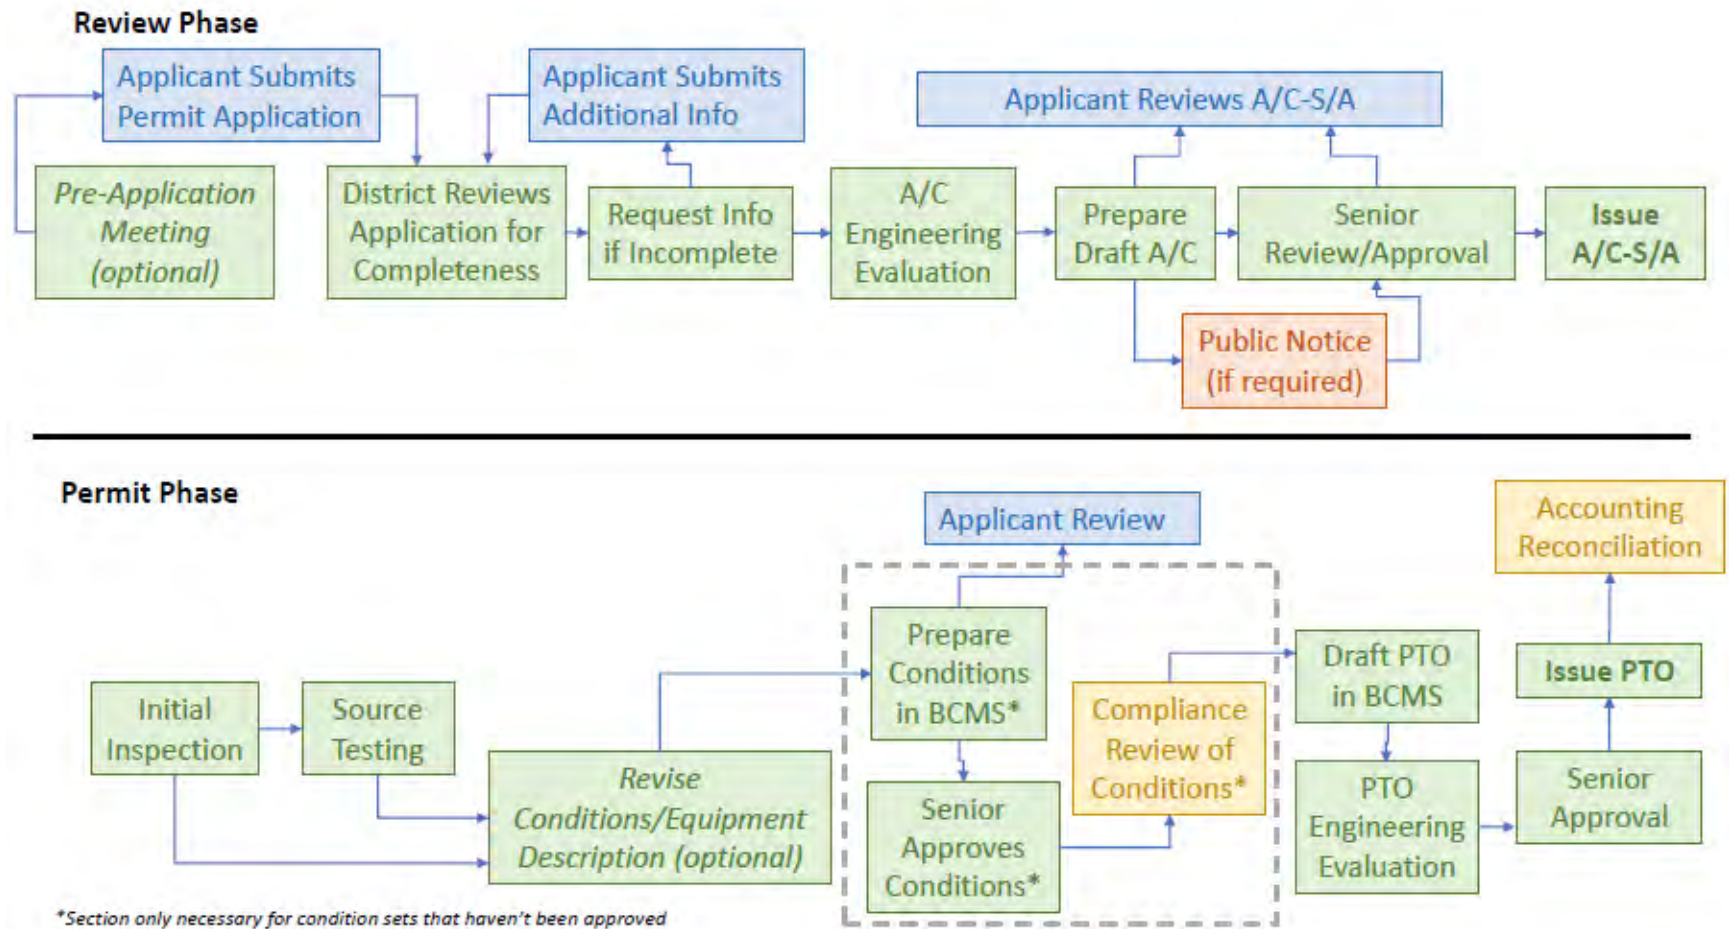 Review Phase
Applicant Submits
Permit Application
Applicant Submits
Additional Info
Applicant Reviews A/C-S/A
Pre-Application
Meeting
(optional)
District Reviews
Application for
Completeness
Request Info
if Incomplete
A/C
Engineering
Evaluation
Prepare
Draft A/C
Senior
Review/Approval
Issue
A/C-S/A
Public Notice
(if required)
Permit Phase
Applicant Review
Accounting
Reconciliation
Initial
Inspection
Source
Testing
Revise
Conditions/Equipment
Description (optional)
Prepare
Conditions
in BCMS*
Senior
Approves
Conditions*
Compliance
Review of
Conditions*
Draft PTO
in BCMS
PTO
Engineering
Evaluation
Issue PTO
Senior
Approval
*Section only necessary for condition sets that haven't been approved